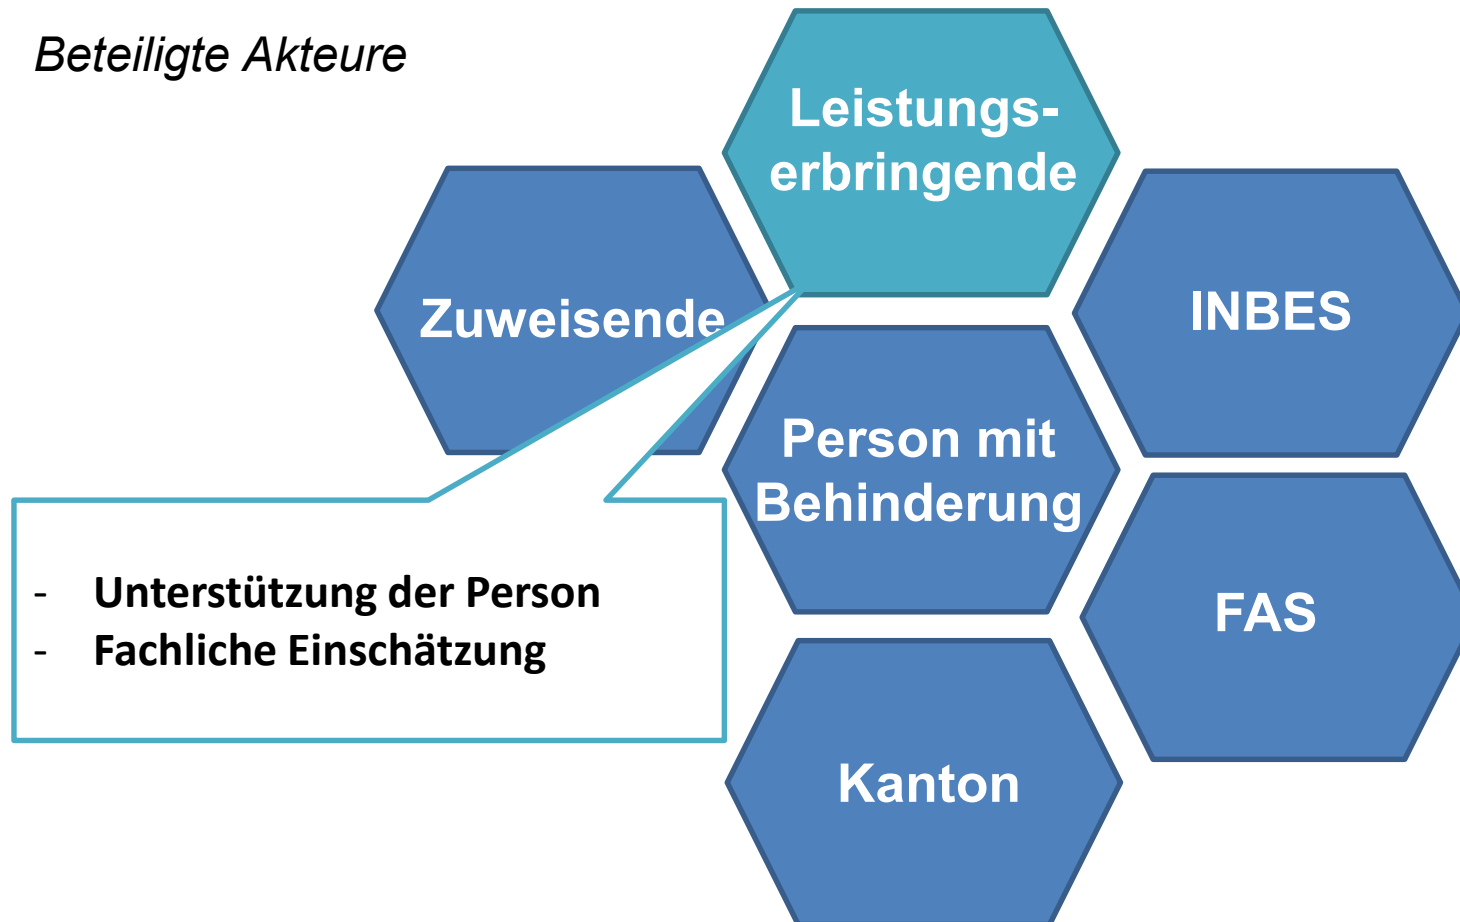 Beteiligte Akteure
Leistungs-
erbringende
Zuweisende
INBES
Person mit
Behinderung
- Unterstützung der Person
- Fachliche Einschätzung
FAS
Kanton